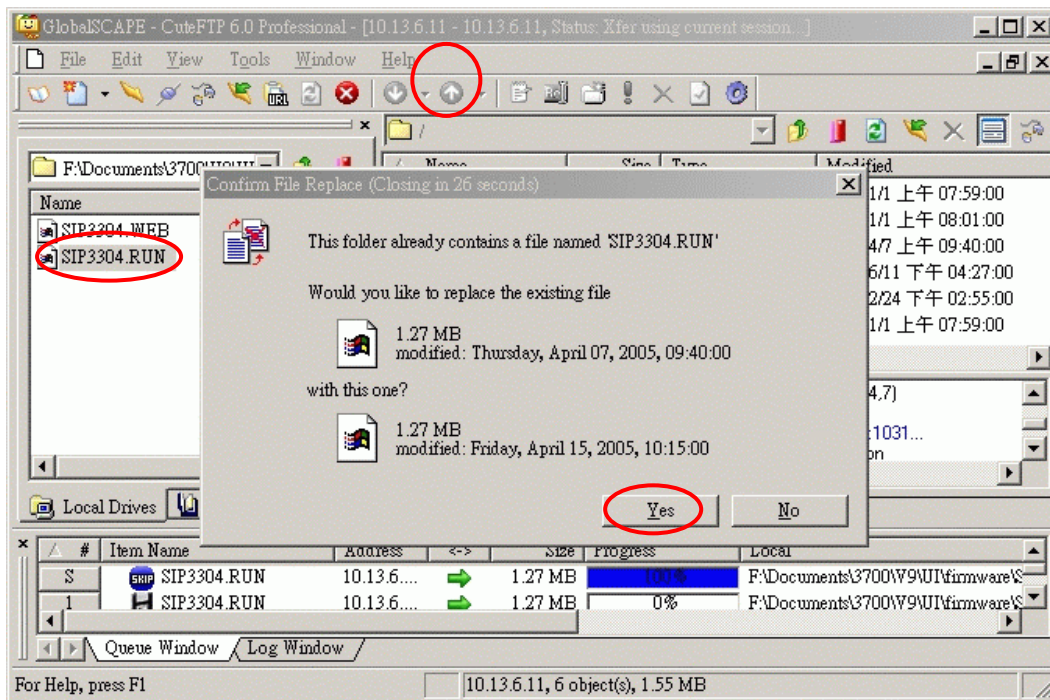 GlobalSCAPE - CuteFTP 6.0 Professional - [10.13.6.11 - 10.13.6.11, Status: Xfer using current session...]
File Edit View Tools Window Help
URL
/
F:\Documents\3700
Name Size Type Modified
Name
SIP3304.WEB
SIP3304.RUN
1/1 上午 07:59:00
1/1 上午 08:01:00
4/7 上午 09:40:00
6/11 下午 04:27:00
2/24 下午 02:55:00
1/1 上午 07:59:00
Confirm File Replace (Closing in 26 seconds)
This folder already contains a file named 'SIP3304.RUN'
Would you like to replace the existing file
1.27 MB
modified: Thursday, April 07, 2005, 09:40:00
with this one?
1.27 MB
modified: Friday, April 15, 2005, 10:15:00
Yes No
4,7)
:1031...
on
Local Drives
# Item Name Address <-> Size Progress Local
S SKIP SIP3304.RUN 10.13.6.... 1.27 MB 100% F:\Documents\3700\V9\UI\firmware\S
1 SIP3304.RUN 10.13.6.... 1.27 MB 0% F:\Documents\3700\V9\UI\firmware\S
Queue Window Log Window
For Help, press F1
10.13.6.11, 6 object(s), 1.55 MB